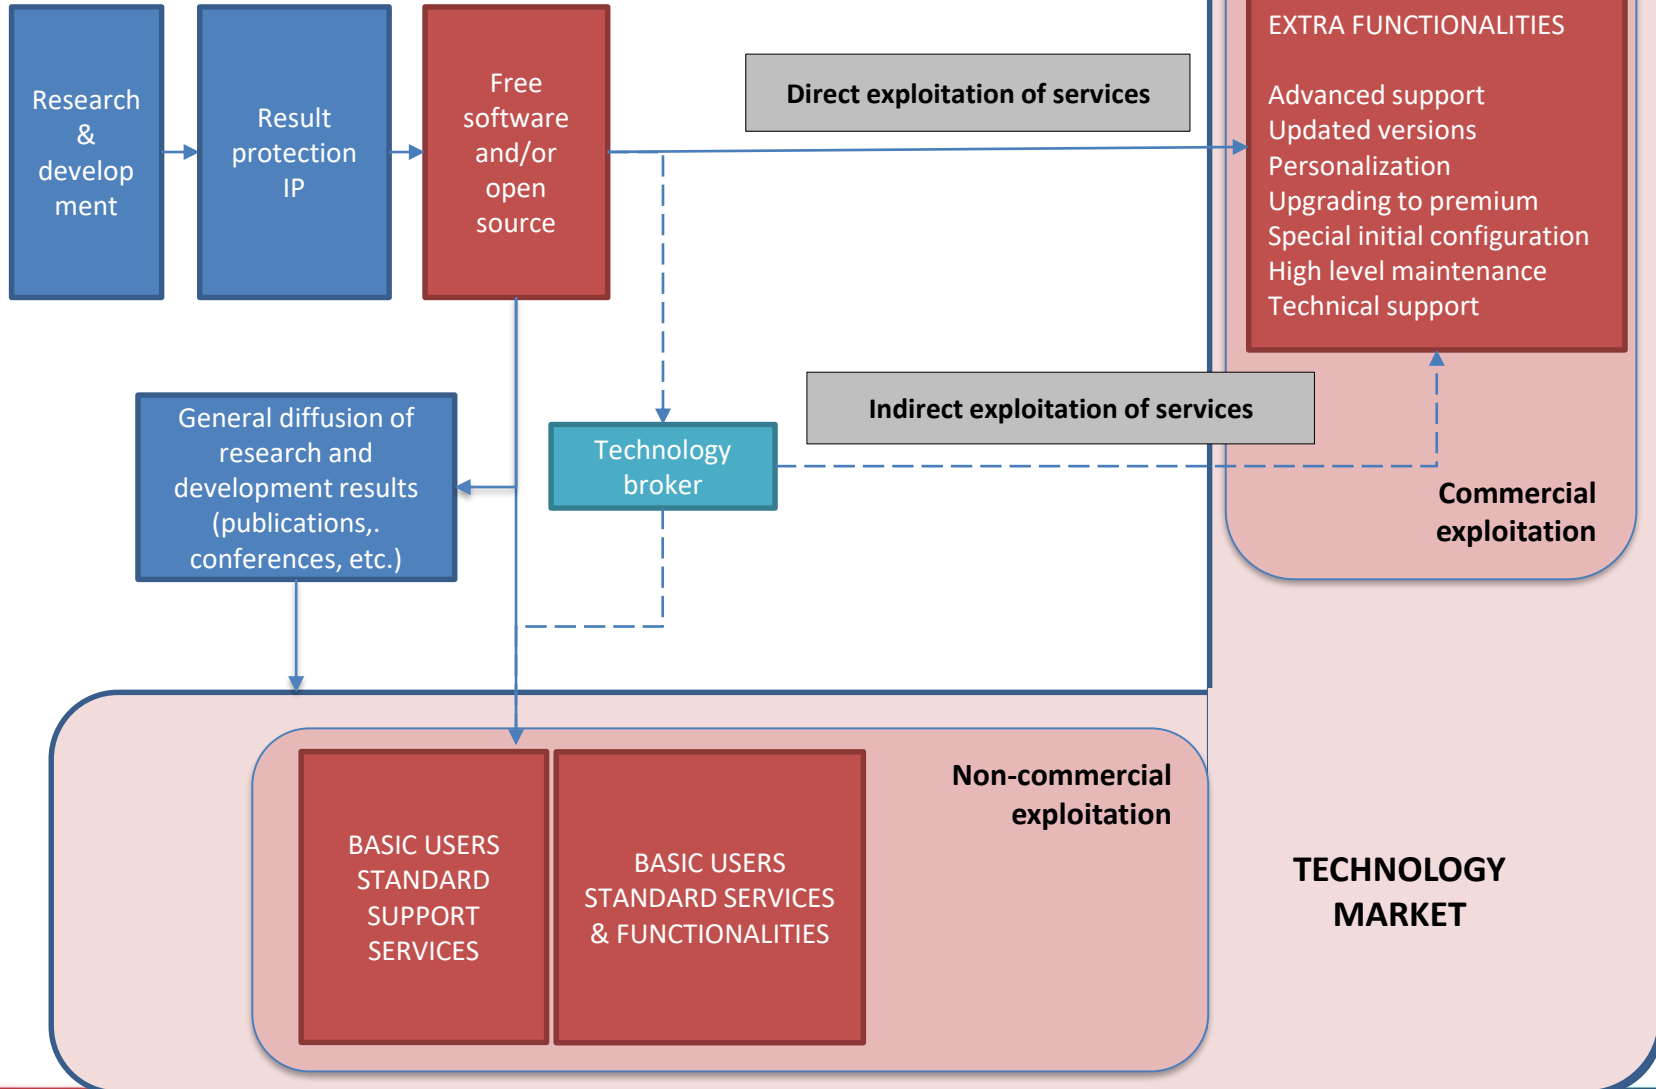 Research
&
develop
ment
Result
protection
IP
Free
software
and/or
open
source
Direct exploitation of services
EXTRA FUNCTIONALITIES
Advanced support
Updated versions
Personalization
Upgrading to premium
Special initial configuration
High level maintenance
Technical support
General diffusion of
research and
development results
(publications,.
conferences, etc.)
Technology
broker
Indirect exploitation of services
Commercial
exploitation
Non-commercial
exploitation
BASIC USERS
STANDARD
SUPPORT
SERVICES
BASIC USERS
STANDARD SERVICES
& FUNCTIONALITIES
TECHNOLOGY
MARKET